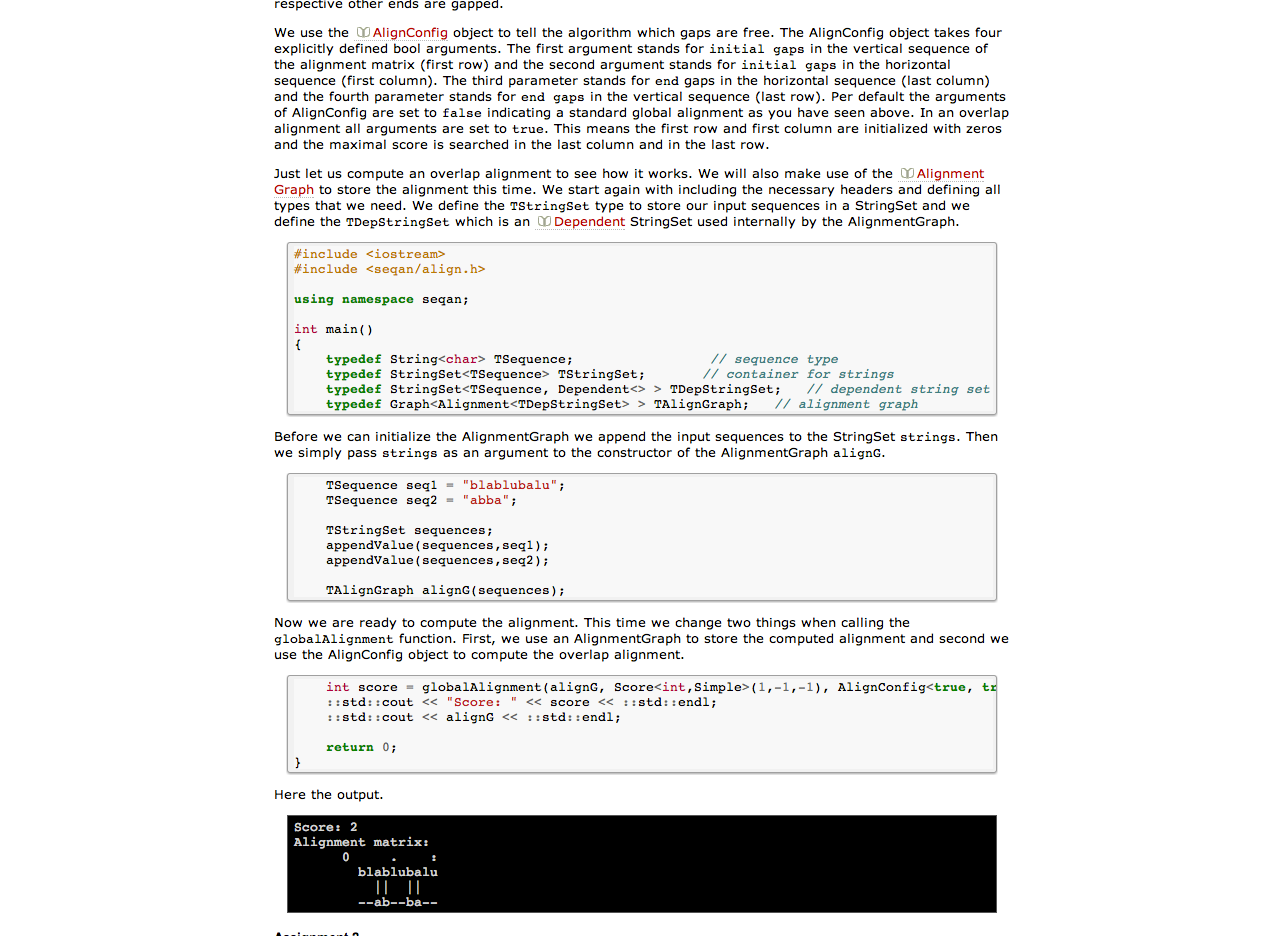 respective other ends are gapped.
We use the AlignConfig object to tell the algorithm which gaps are free. The AlignConfig object takes four
explicitly defined bool arguments. The first argument stands for initial gaps in the vertical sequence of
the alignment matrix (first row) and the second argument stands for initial gaps in the horizontal
sequence (first column). The third parameter stands for end gaps in the horizontal sequence (last column)
and the fourth parameter stands for end gaps in the vertical sequence (last row). Per default the arguments
of AlignConfig are set to false indicating a standard global alignment as you have seen above. In an overlap
alignment all arguments are set to true. This means the first row and first column are initialized with zeros
and the maximal score is searched in the last column and in the last row.
Just let us compute an overlap alignment to see how it works. We will also make use of the Alignment
Graph to store the alignment this time. We start again with including the necessary headers and defining all
types that we need. We define the TStringSet type to store our input sequences in a StringSet and we
define the TDepStringSet which is an Dependent StringSet used internally by the AlignmentGraph.
#include <iostream>
#include <seqan/align.h>
using namespace seqan;
int main()
{
    typedef String<char> TSequence;                 // sequence type
    typedef StringSet<TSequence> TStringSet;       // container for strings
    typedef StringSet<TSequence, Dependent<> > TDepStringSet;   // dependent string set
    typedef Graph<Alignment<TDepStringSet> > TAlignGraph;   // alignment graph
Before we can initialize the AlignmentGraph we append the input sequences to the StringSet strings. Then
we simply pass strings as an argument to the constructor of the AlignmentGraph alignG.
    TSequence seq1 = "blablubalu";
    TSequence seq2 = "abba";
    TStringSet sequences;
    appendValue(sequences,seq1);
    appendValue(sequences,seq2);
    TAlignGraph alignG(sequences);
Now we are ready to compute the alignment. This time we change two things when calling the
globalAlignment function. First, we use an AlignmentGraph to store the computed alignment and second we
use the AlignConfig object to compute the overlap alignment.
    int score = globalAlignment(alignG, Score<int,Simple>(1,-1,-1), AlignConfig<true, tr
    ::std::cout << "Score: " << score << ::std::endl;
    ::std::cout << alignG << ::std::endl;
    return 0;
}
Here the output.
Score: 2
Alignment matrix:
      0     .    :
        blablubalu
          ||  ||
        --ab--ba--